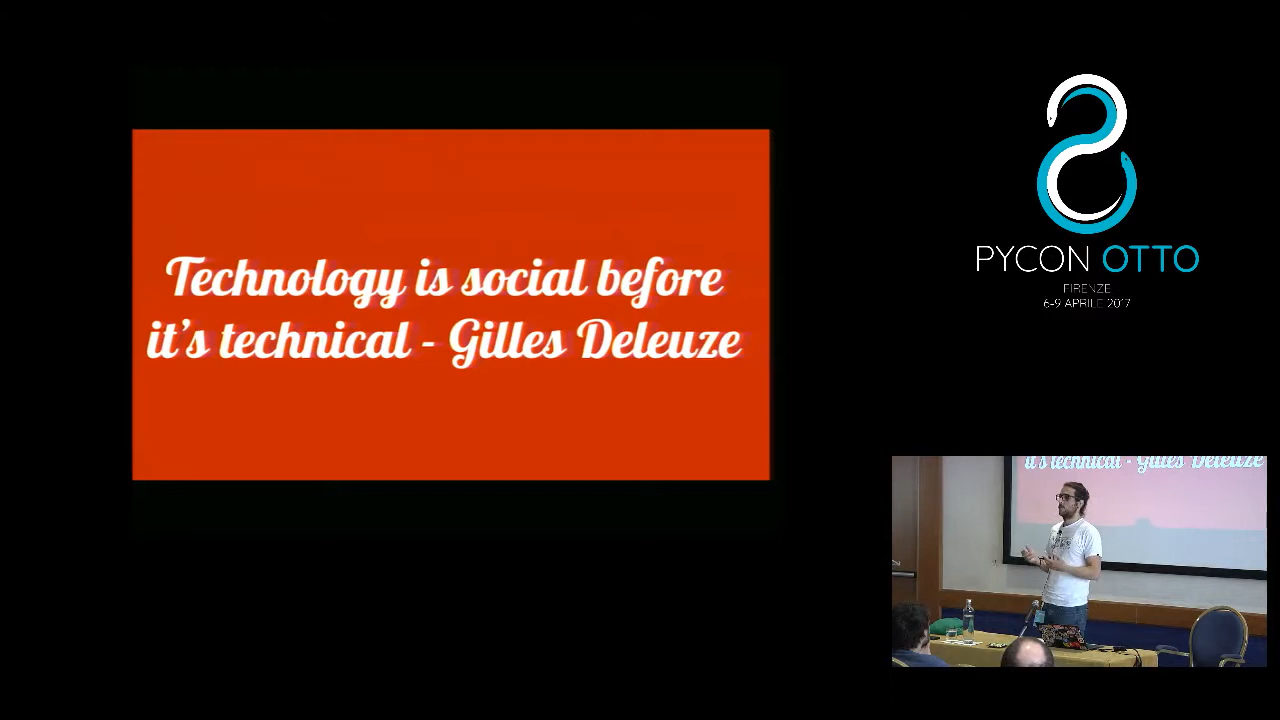 Technology is social before
it's technical - Gilles Deleuze
PYCON OTTO
FIRENZE
6-9 APRILE 2017
it's technical - Gilles Deleuze